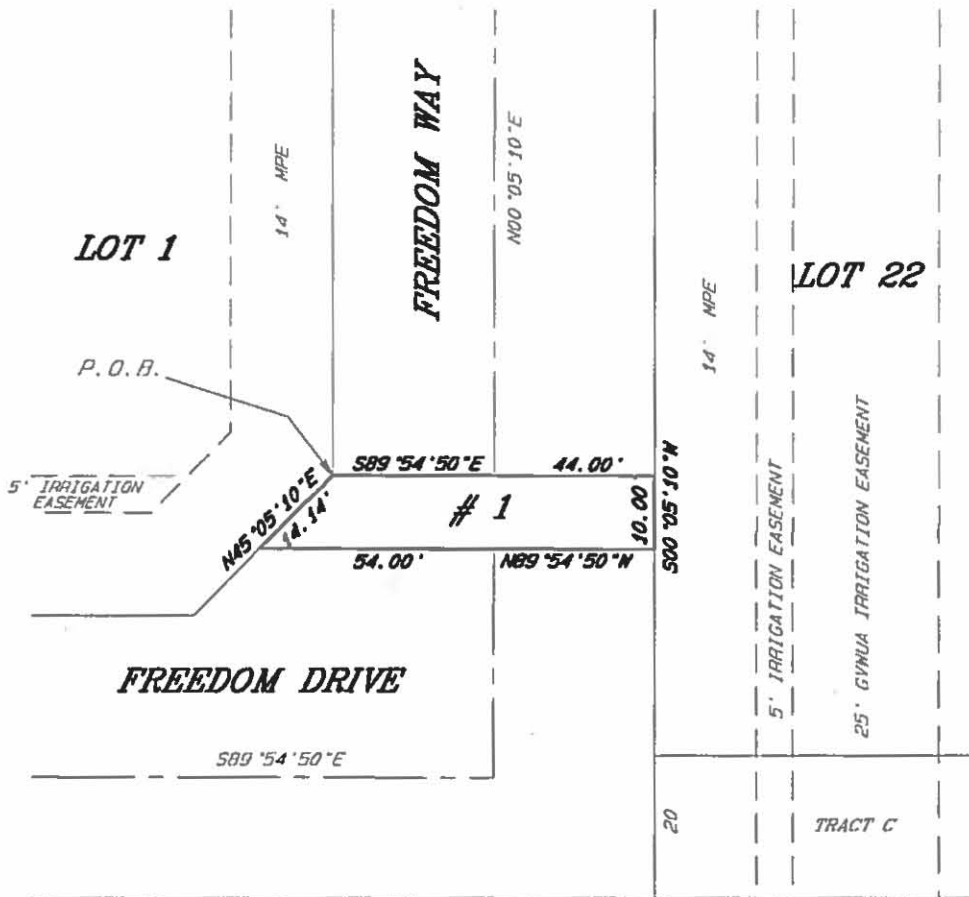 FREEDOM WAY
N00°05'10"E
14' MPE
LOT 1
LOT 22
14' MPE
P.O.B.
S89°54'50"E 44.00'
5' IRRIGATION
EASEMENT
N45°05'10"E
14.14'
# 1
10.00
S00°05'10"W
54.00' N89°54'50"W
5' IRRIGATION EASEMENT
25' GVWUA IRRIGATION EASEMENT
FREEDOM DRIVE
S89°54'50"E
20
TRACT C